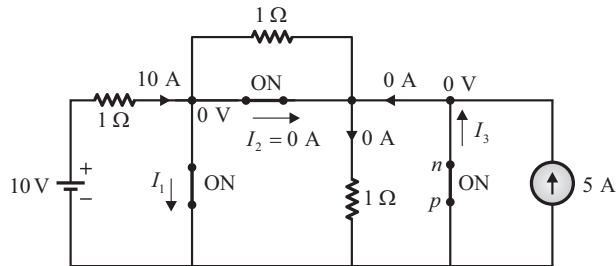 1 Ω
10 A
ON
0 A
0 V
1 Ω
0 V
I₂ = 0 A
0 A
I₃
10 V
+
−
I₁
ON
1 Ω
n
p
ON
5 A